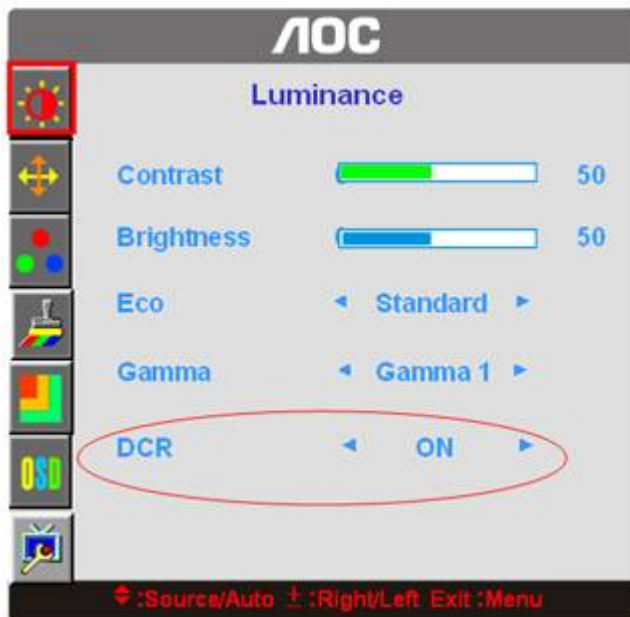 AOC
Luminance
Contrast 50
Brightness 50
Eco Standard
Gamma Gamma 1
DCR ON
OSD
:Source/Auto ± :Right/Left Exit :Menu